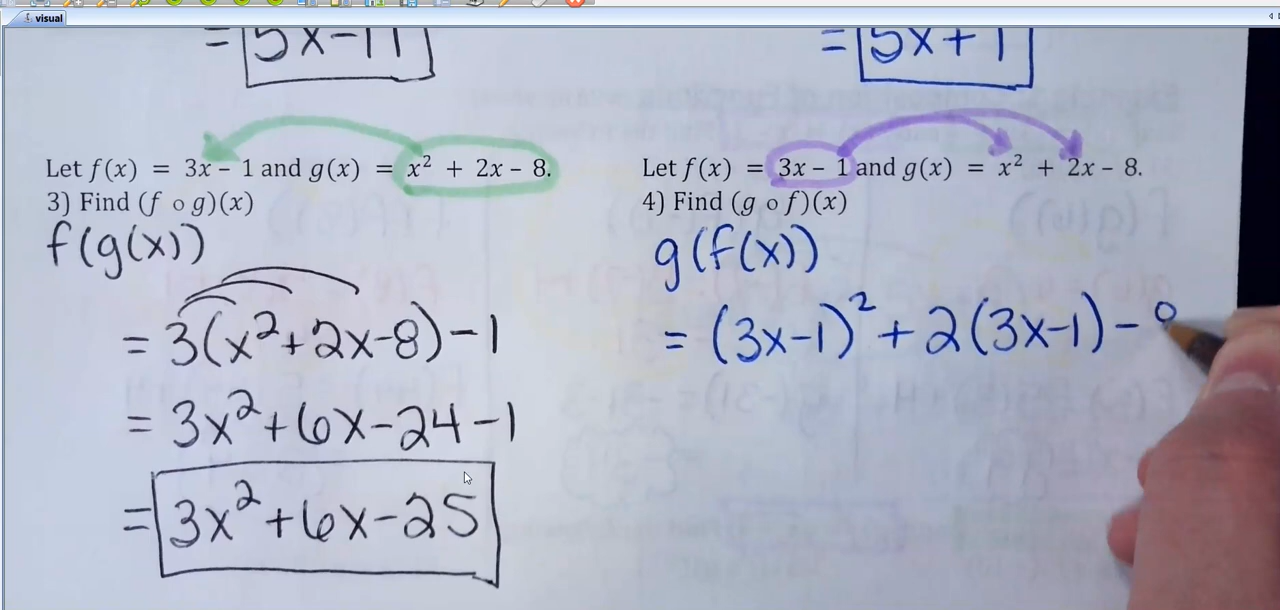 visual
= 5x-11
= 5x+1
Let f(x) = 3x − 1 and g(x) = x² + 2x − 8.
3) Find (f ∘ g)(x)
f(g(x))
= 3(x²+2x-8)-1
= 3x²+6x-24-1
= 3x²+6x-25
Let f(x) = 3x − 1 and g(x) = x² + 2x − 8.
4) Find (g ∘ f)(x)
g(f(x))
= (3x-1)²+2(3x-1)-